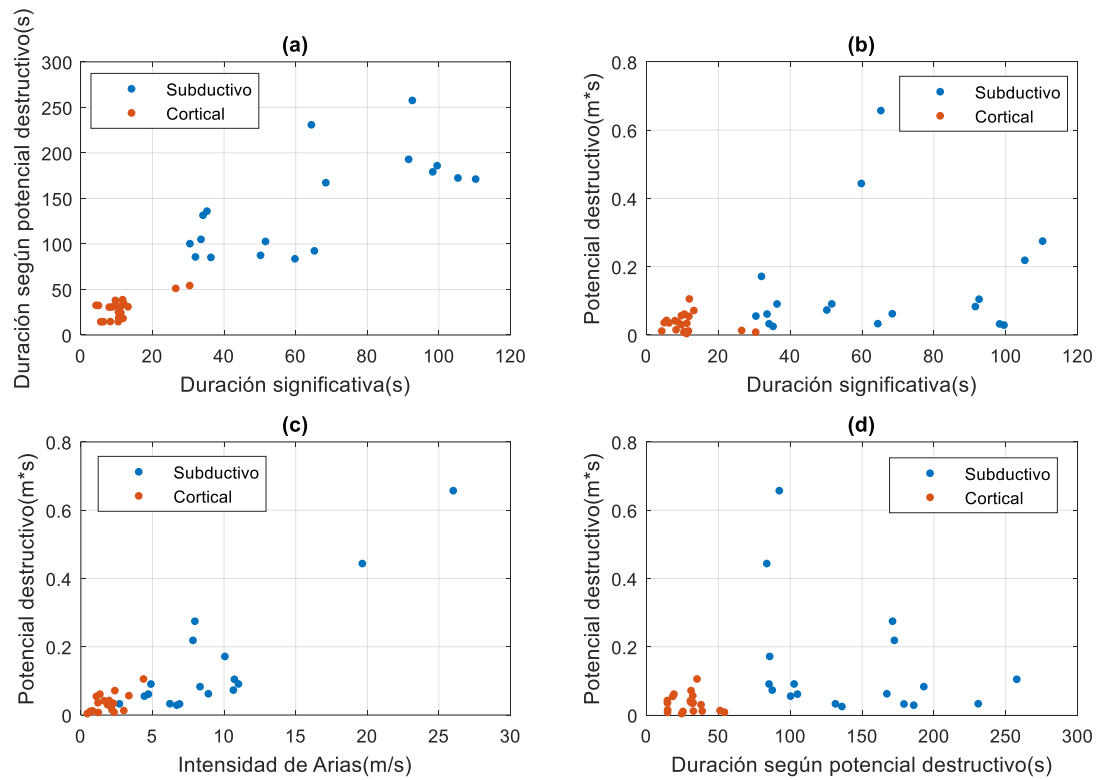 (a)
300
250
200
150
100
50
0
Duración según potencial destructivo(s)
Subductivo
Cortical
0 20 40 60 80 100 120
Duración significativa(s)
(b)
0.8
0.6
0.4
0.2
0
Potencial destructivo(m*s)
Subductivo
Cortical
0 20 40 60 80 100 120
Duración significativa(s)
(c)
0.8
0.6
0.4
0.2
0
Potencial destructivo(m*s)
Subductivo
Cortical
0 5 10 15 20 25 30
Intensidad de Arias(m/s)
(d)
0.8
0.6
0.4
0.2
0
Potencial destructivo(m*s)
Subductivo
Cortical
0 50 100 150 200 250 300
Duración según potencial destructivo(s)